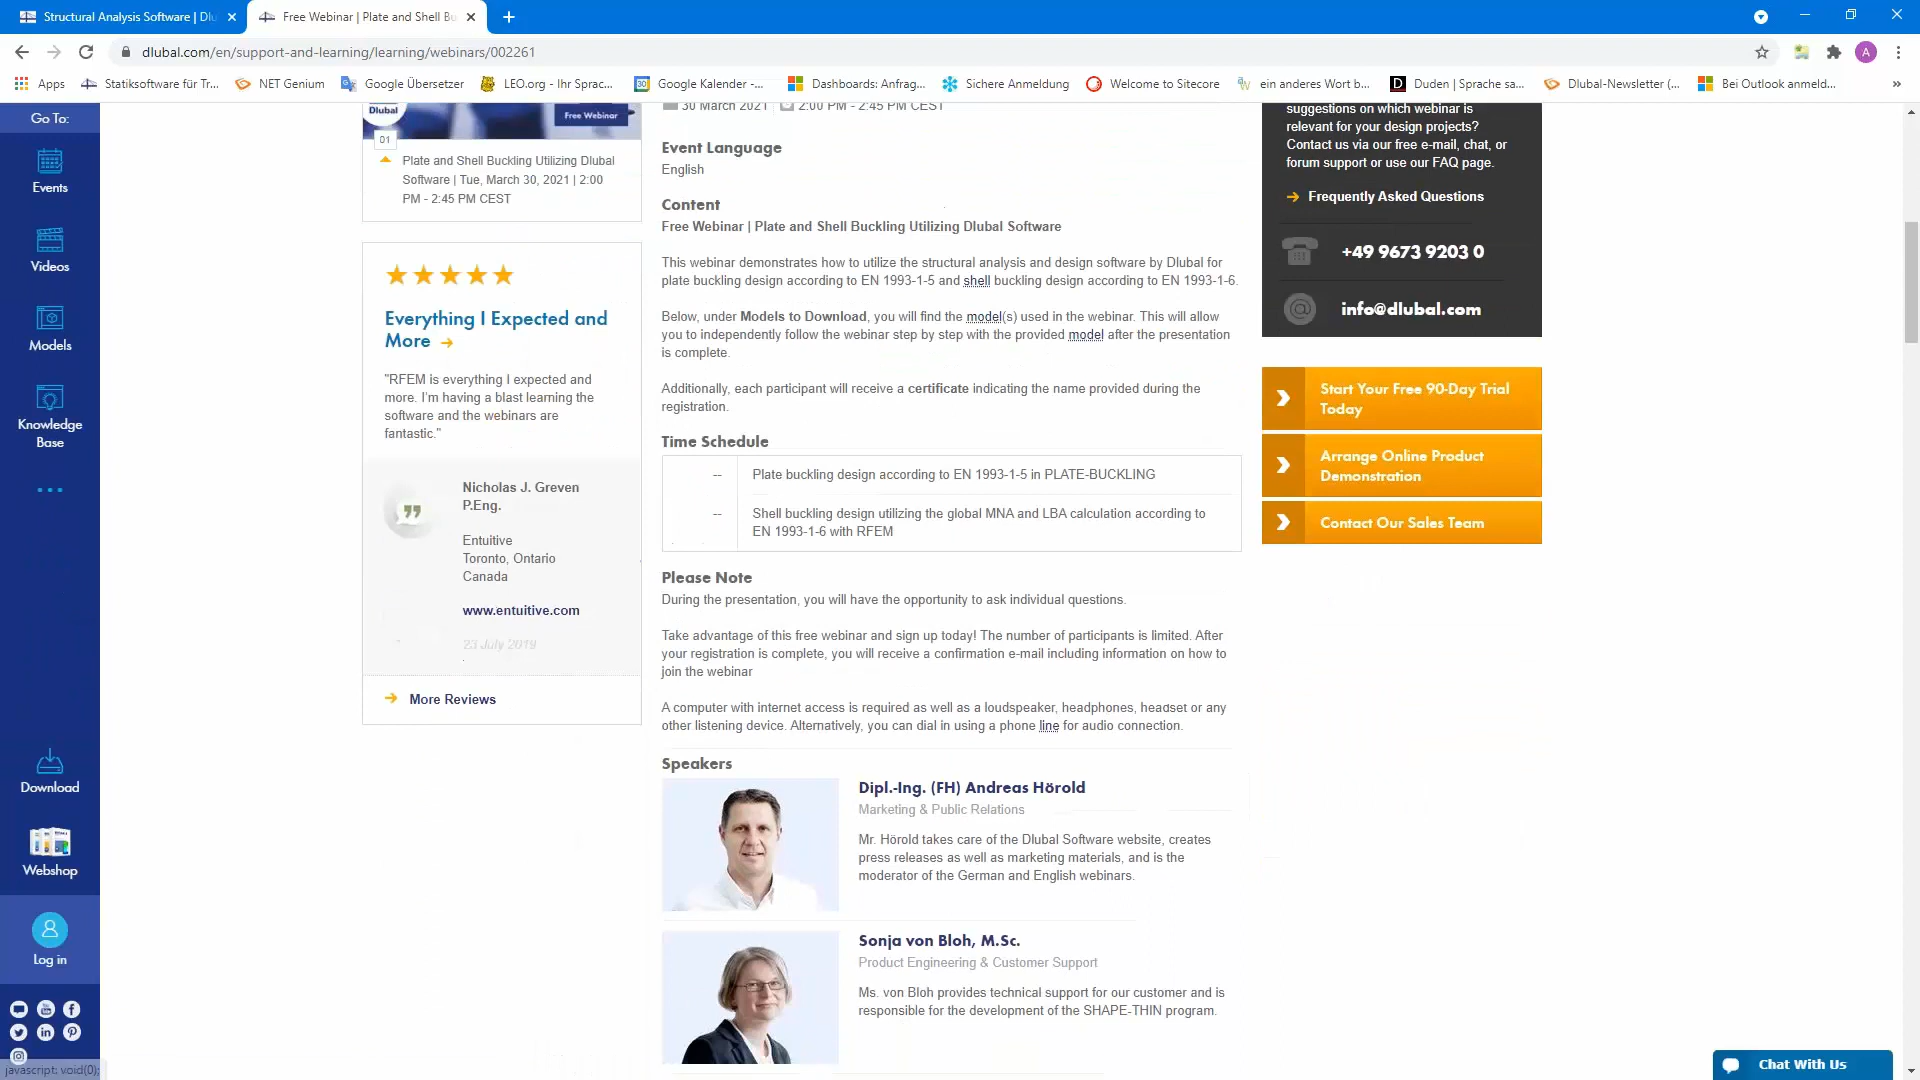 Structural Analysis Software | Dlu
Free Webinar | Plate and Shell Bu
dlubal.com/en/support-and-learning/learning/webinars/002261
A
Apps
Statiksoftware für Tr...
NET Genium
Google Übersetzer
LEO.org - Ihr Sprac...
Google Kalender -...
Dashboards: Anfrag...
Sichere Anmeldung
Welcome to Sitecore
ein anderes Wort b...
Duden | Sprache sa...
Dlubal-Newsletter (...
Bei Outlook anmeld...
Go To:
Events
Videos
Models
Knowledge
Base
Download
Webshop
Log in
javascript: void(0);
Dlubal
Free Webinar
01
Plate and Shell Buckling Utilizing Dlubal
Software | Tue, March 30, 2021 | 2:00
PM - 2:45 PM CEST
Everything I Expected and
More
"RFEM is everything I expected and
more. I'm having a blast learning the
software and the webinars are
fantastic."
Nicholas J. Greven
P.Eng.
Entuitive
Toronto, Ontario
Canada
www.entuitive.com
23 July 2019
More Reviews
30 March 2021
2:00 PM - 2:45 PM CEST
Event Language
English
Content
Free Webinar | Plate and Shell Buckling Utilizing Dlubal Software
This webinar demonstrates how to utilize the structural analysis and design software by Dlubal for
plate buckling design according to EN 1993-1-5 and shell buckling design according to EN 1993-1-6.
Below, under Models to Download, you will find the model(s) used in the webinar. This will allow
you to independently follow the webinar step by step with the provided model after the presentation
is complete.
Additionally, each participant will receive a certificate indicating the name provided during the
registration.
Time Schedule
-- Plate buckling design according to EN 1993-1-5 in PLATE-BUCKLING
-- Shell buckling design utilizing the global MNA and LBA calculation according to
EN 1993-1-6 with RFEM
Please Note
During the presentation, you will have the opportunity to ask individual questions.
Take advantage of this free webinar and sign up today! The number of participants is limited. After
your registration is complete, you will receive a confirmation e-mail including information on how to
join the webinar
A computer with internet access is required as well as a loudspeaker, headphones, headset or any
other listening device. Alternatively, you can dial in using a phone line for audio connection.
Speakers
Dipl.-Ing. (FH) Andreas Hörold
Marketing & Public Relations
Mr. Hörold takes care of the Dlubal Software website, creates
press releases as well as marketing materials, and is the
moderator of the German and English webinars.
Sonja von Bloh, M.Sc.
Product Engineering & Customer Support
Ms. von Bloh provides technical support for our customer and is
responsible for the development of the SHAPE-THIN program.
suggestions on which webinar is
relevant for your design projects?
Contact us via our free e-mail, chat, or
forum support or use our FAQ page.
Frequently Asked Questions
+49 9673 9203 0
info@dlubal.com
Start Your Free 90-Day Trial
Today
Arrange Online Product
Demonstration
Contact Our Sales Team
Chat With Us